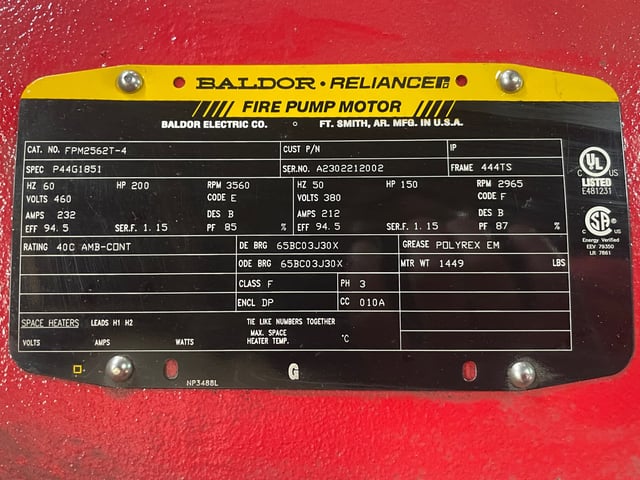 BALDOR · RELIANCE
FIRE PUMP MOTOR
BALDOR ELECTRIC CO. FT. SMITH, AR. MFG. IN U.S.A.
CAT. NO. FPM2562T-4 CUST P/N IP
SPEC P44G1851 SER.NO. A2302212002 FRAME 444TS
HZ 60 HP 200 RPM 3560 HZ 50 HP 150 RPM 2965
VOLTS 460 CODE E VOLTS 380 CODE F
AMPS 232 DES B AMPS 212 DES B
EFF 94.5 SER.F. 1.15 PF 85 % EFF 94.5 SER.F. 1.15 PF 87 %
RATING 40C AMB-CONT DE BRG 65BC03J30X GREASE POLYREX EM
ODE BRG 65BC03J30X MTR WT 1449 LBS
CLASS F PH 3
ENCL DP CC 010A
SPACE HEATERS LEADS H1 H2 TIE LIKE NUMBERS TOGETHER
VOLTS AMPS WATTS MAX. SPACE
HEATER TEMP. °C
NP3488L
G
C UL US
LISTED
E481231
C SA US
Energy Verified
EEV 79350
LR 7861